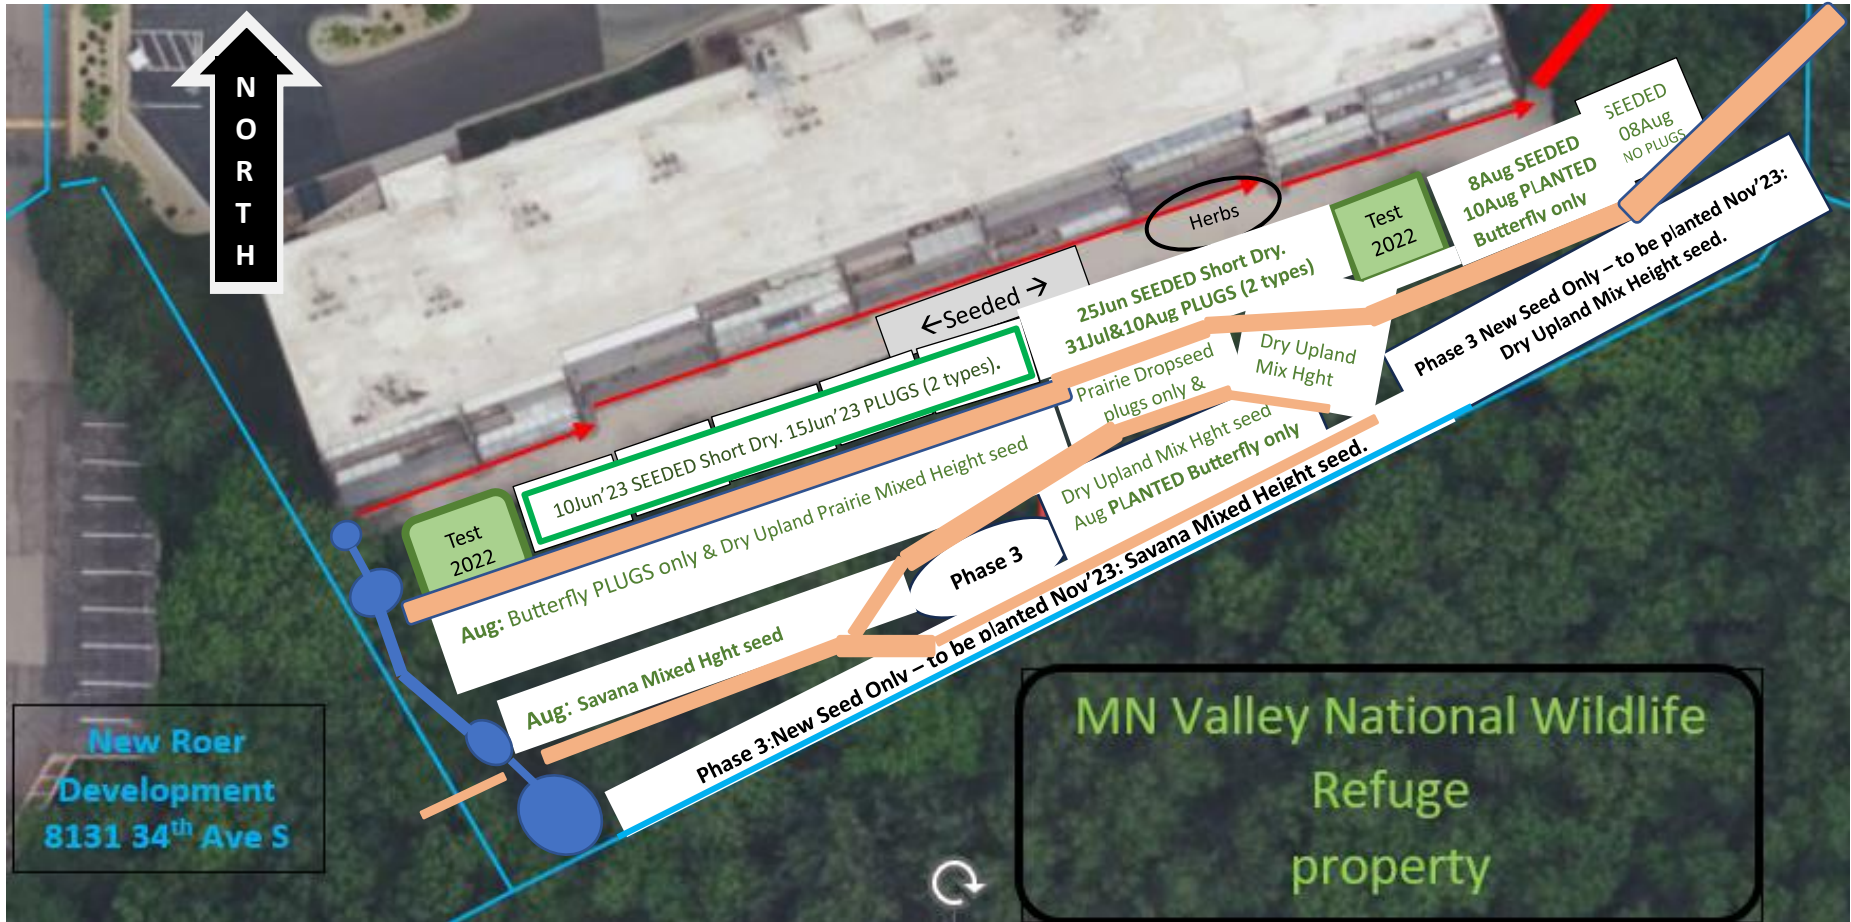 N
O
R
T
H
SEEDED
08Aug
NO PLUGS
8Aug SEEDED
10Aug PLANTED
Butterfly only
Test
2022
Herbs
Phase 3 New Seed Only – to be planted Nov’23:
Dry Upland Mix Height seed.
25Jun SEEDED Short Dry.
31Jul&10Aug PLUGS (2 types)
←Seeded →
Dry Upland
Mix Hght
Prairie Dropseed
plugs only &
Dry Upland Mix Hght seed
Aug PLANTED Butterfly only
10Jun’23 SEEDED Short Dry. 15Jun’23 PLUGS (2 types).
Test
2022
Aug: Butterfly PLUGS only & Dry Upland Prairie Mixed Height seed
Phase 3
Aug: Savana Mixed Hght seed
Phase 3:New Seed Only – to be planted Nov’23: Savana Mixed Height seed.
New Roer
Development
8131 34th Ave S
MN Valley National Wildlife
Refuge
property